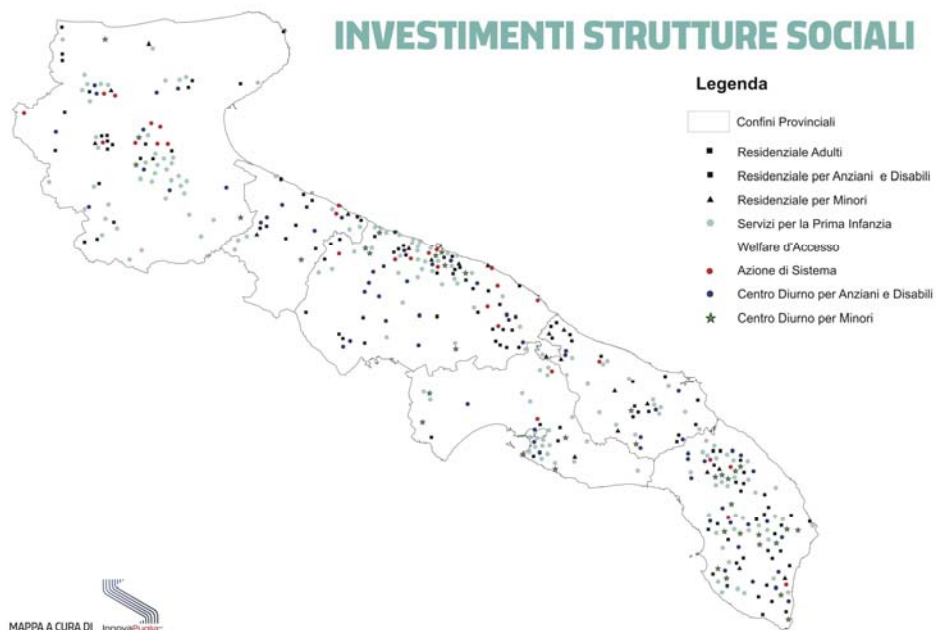 INVESTIMENTI STRUTTURE SOCIALI
Legenda
Confini Provinciali
Residenziale Adulti
Residenziale per Anziani e Disabili
Residenziale per Minori
Servizi per la Prima Infanzia
Welfare d'Accesso
Azione di Sistema
Centro Diurno per Anziani e Disabili
Centro Diurno per Minori
MAPPA A CURA DI InnovaPuglia